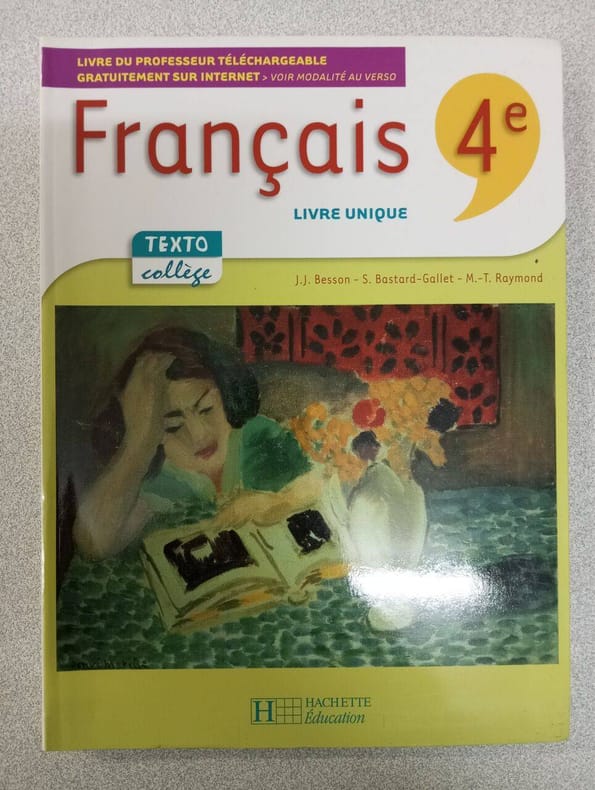 LIVRE DU PROFESSEUR TÉLÉCHARGEABLE
GRATUITEMENT SUR INTERNET > VOIR MODALITÉ AU VERSO
Français 4e
LIVRE UNIQUE
TEXTO
collège
J.J. Besson - S. Bastard-Gallet - M.-T. Raymond
H HACHETTE
Éducation